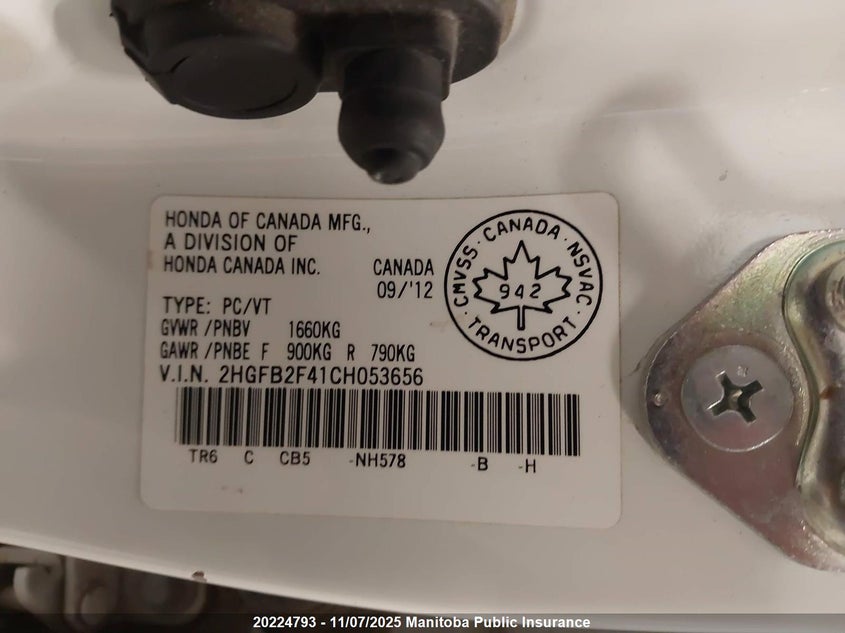 HONDA OF CANADA MFG.,
A DIVISION OF
HONDA CANADA INC.
CANADA
09/'12
TYPE: PC/VT
GVWR /PNBV 1660KG
GAWR /PNBE F 900KG R 790KG
V.I.N. 2HGFB2F41CH053656
TR6 C CB5 -NH578 -B -H
CMVSS · CANADA · NSVAC ·
942
TRANSPORT
20224793 - 11/07/2025 Manitoba Public Insurance